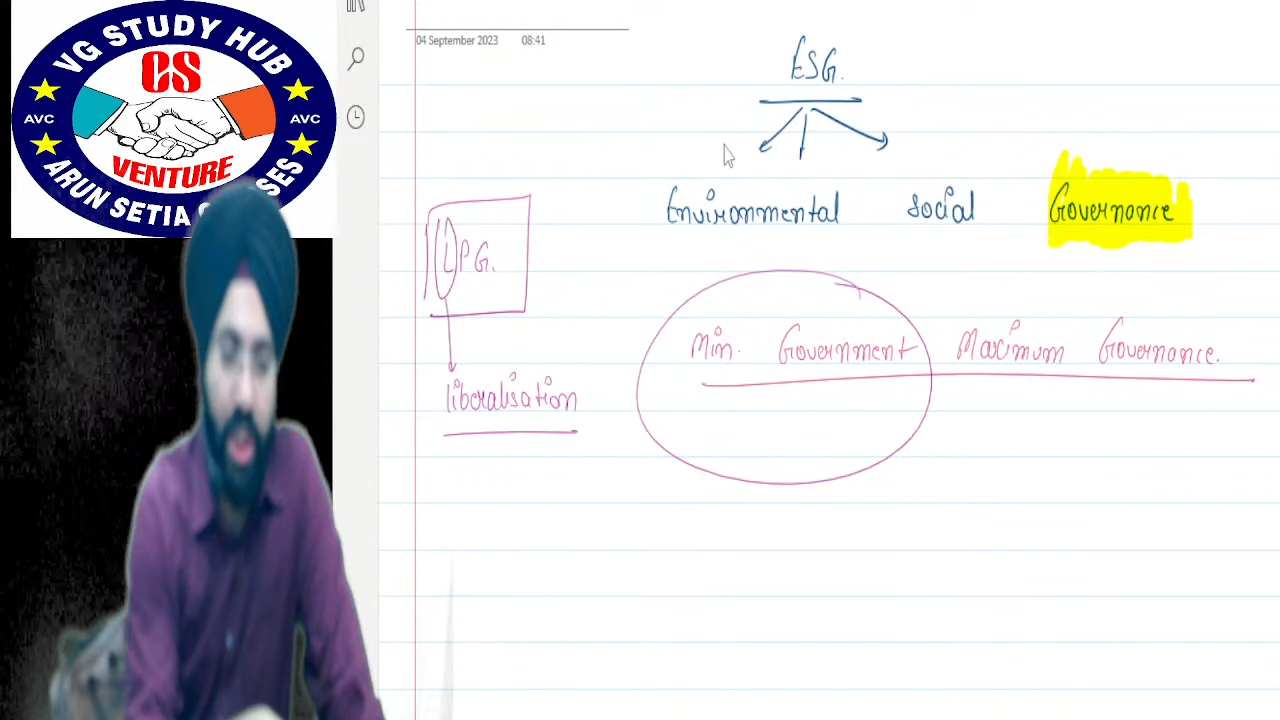 VG STUDY HUB
CS
AVC
AVC
VENTURE
ARUN SETIA
04 September 2023 08:41
ESG.
Environmental Social Governance
LPG.
Min. Government Maximum Governance.
liberalisation